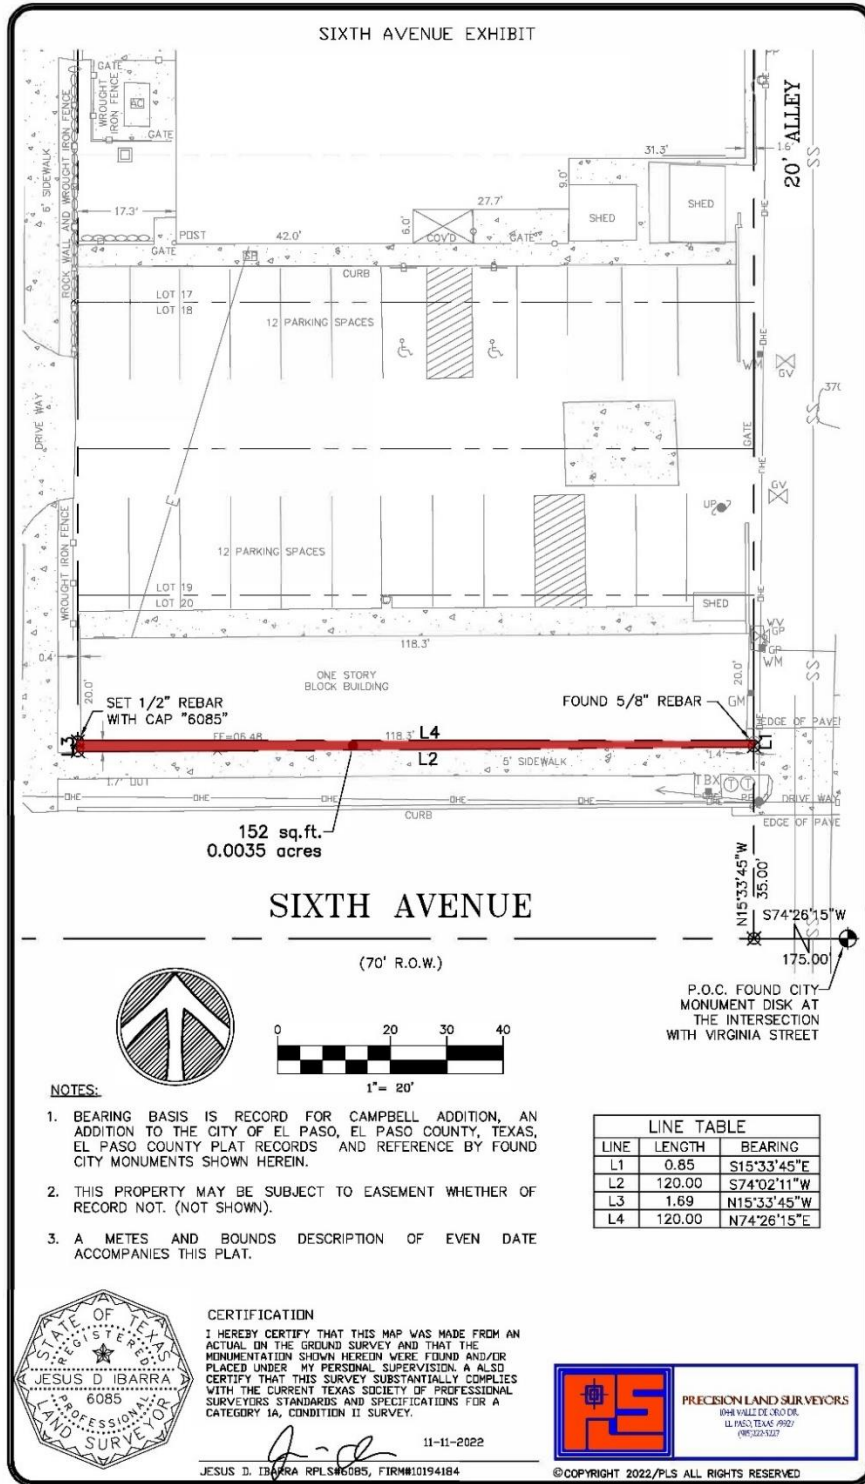 SIXTH AVENUE EXHIBIT
GATE
WROUGHT
IRON FENCE
AC
GATE
6' SIDEWALK
ROCK WALL AND WROUGHT IRON FENCE
17.3'
POST
GATE
42.0'
6.0'
27.7'
COV'D
GATE
9.0'
31.3'
1.6'
SHED
SHED
20' ALLEY
CURB
LOT 17
LOT 18
12 PARKING SPACES
DRIVE WAY
WM
GV
OHE
GATE
GV
UP
E
WROUGHT IRON FENCE
12 PARKING SPACES
LOT 19
LOT 20
SHED
WV
GP
GP
WM
118.3'
0.4'
20.0'
ONE STORY
BLOCK BUILDING
20.0'
GM
SET 1/2" REBAR
WITH CAP "6085"
FOUND 5/8" REBAR
118.3'
L4
L2
L1
1.4'
5' SIDEWALK
1.7' OUT
TBX
T T
OHE OHE OHE OHE OHE
CURB
152 sq.ft.
0.0035 acres
SIXTH AVENUE
(70' R.O.W.)
N15°33'45"W
35.00'
S74°26'15"W
175.00'
P.O.C. FOUND CITY
MONUMENT DISK AT
THE INTERSECTION
WITH VIRGINIA STREET
0 20 30 40
1"= 20'
NOTES:
1. BEARING BASIS IS RECORD FOR CAMPBELL ADDITION, AN
ADDITION TO THE CITY OF EL PASO, EL PASO COUNTY, TEXAS,
EL PASO COUNTY PLAT RECORDS AND REFERENCE BY FOUND
CITY MONUMENTS SHOWN HEREIN.
2. THIS PROPERTY MAY BE SUBJECT TO EASEMENT WHETHER OF
RECORD NOT. (NOT SHOWN).
3. A METES AND BOUNDS DESCRIPTION OF EVEN DATE
ACCOMPANIES THIS PLAT.
LINE TABLE
LINE LENGTH BEARING
L1 0.85 S15°33'45"E
L2 120.00 S74°02'11"W
L3 1.69 N15°33'45"W
L4 120.00 N74°26'15"E
STATE OF TEXAS
REGISTERED
JESUS D IBARRA
6085
PROFESSIONAL
LAND SURVEYOR
CERTIFICATION
I HEREBY CERTIFY THAT THIS MAP WAS MADE FROM AN
ACTUAL ON THE GROUND SURVEY AND THAT THE
MONUMENTATION SHOWN HEREON WERE FOUND AND/OR
PLACED UNDER MY PERSONAL SUPERVISION. A ALSO
CERTIFY THAT THIS SURVEY SUBSTANTIALLY COMPLIES
WITH THE CURRENT TEXAS SOCIETY OF PROFESSIONAL
SURVEYORS STANDARDS AND SPECIFICATIONS FOR A
CATEGORY 1A, CONDITION II SURVEY.
11-11-2022
JESUS D. IBARRA RPLS#6085, FIRM#10194184
PLS
PRECISION LAND SURVEYORS
VALLE DE ORO DR.
EL PASO, TEXAS
©COPYRIGHT 2022/PLS ALL RIGHTS RESERVED